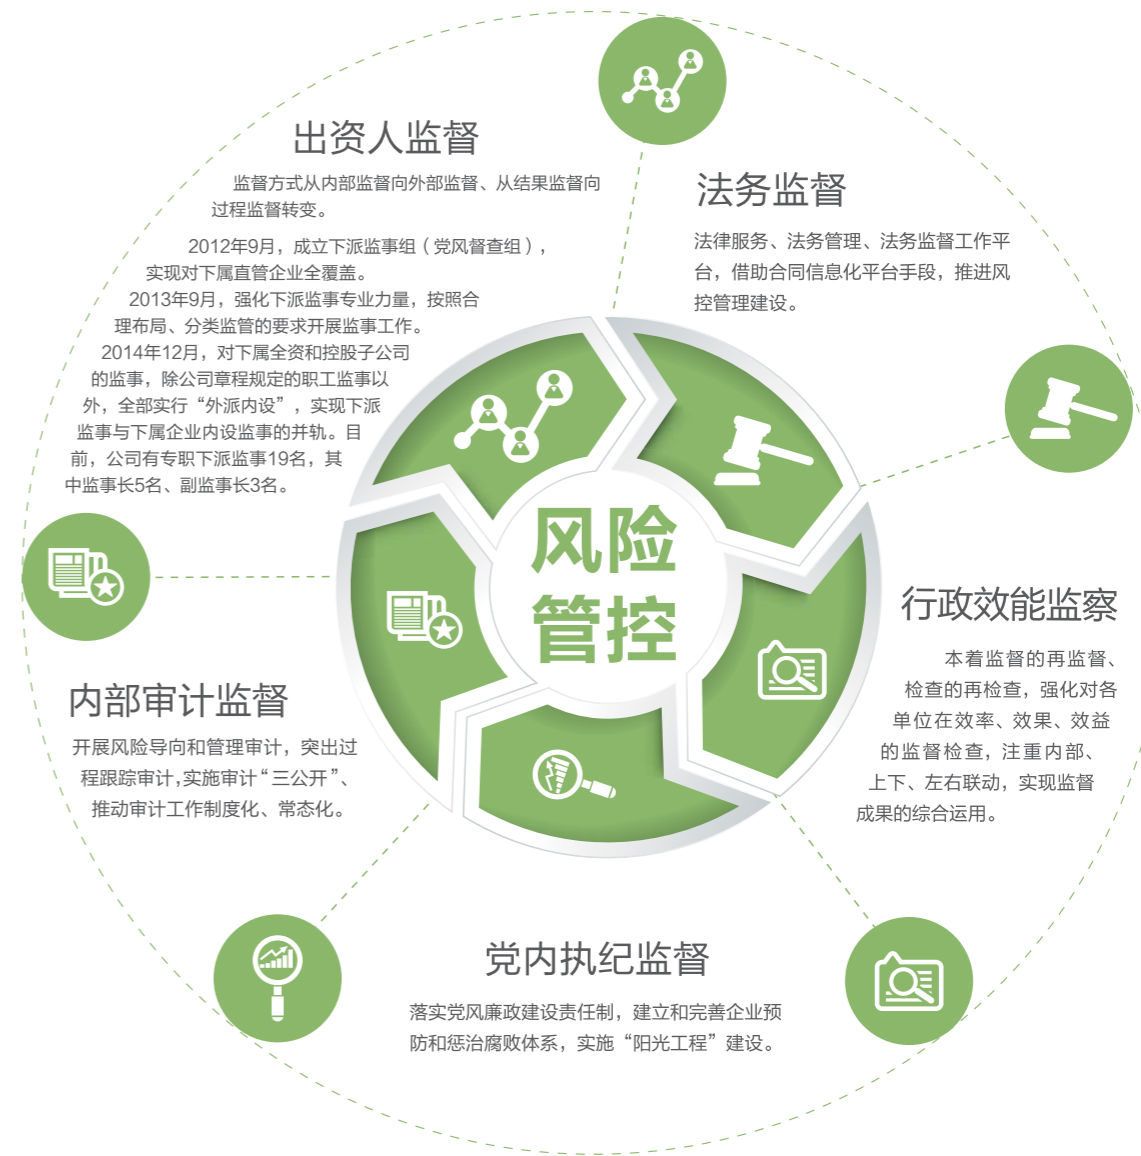 出资人监督
监督方式从内部监督向外部监督、从结果监督向
过程监督转变。
2012年9月，成立下派监事组（党风督查组），
实现对下属直管企业全覆盖。
2013年9月，强化下派监事专业力量，按照合
理布局、分类监管的要求开展监事工作。
2014年12月，对下属全资和控股子公司
的监事，除公司章程规定的职工监事以
外，全部实行“外派内设”，实现下派
监事与下属企业内设监事的并轨。目
前，公司有专职下派监事19名，其
中监事长5名、副监事长3名。
法务监督
法律服务、法务管理、法务监督工作平
台，借助合同信息化平台手段，推进风
控管理建设。
风险
管控
行政效能监察
本着监督的再监督、
检查的再检查，强化对各
单位在效率、效果、效益
的监督检查，注重内部、
上下、左右联动，实现监督
成果的综合运用。
内部审计监督
开展风险导向和管理审计，突出过
程跟踪审计,实施审计“三公开”、
推动审计工作制度化、常态化。
党内执纪监督
落实党风廉政建设责任制，建立和完善企业预
防和惩治腐败体系，实施“阳光工程”建设。